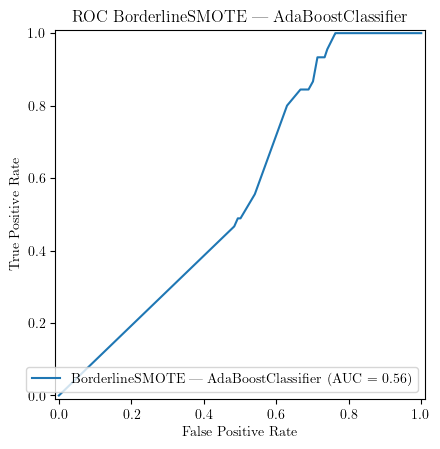 ROC BorderlineSMOTE — AdaBoostClassifier
1.0
0.8
0.6
0.4
0.2
0.0
True Positive Rate
BorderlineSMOTE — AdaBoostClassifier (AUC = 0.56)
0.0 0.2 0.4 0.6 0.8 1.0
False Positive Rate